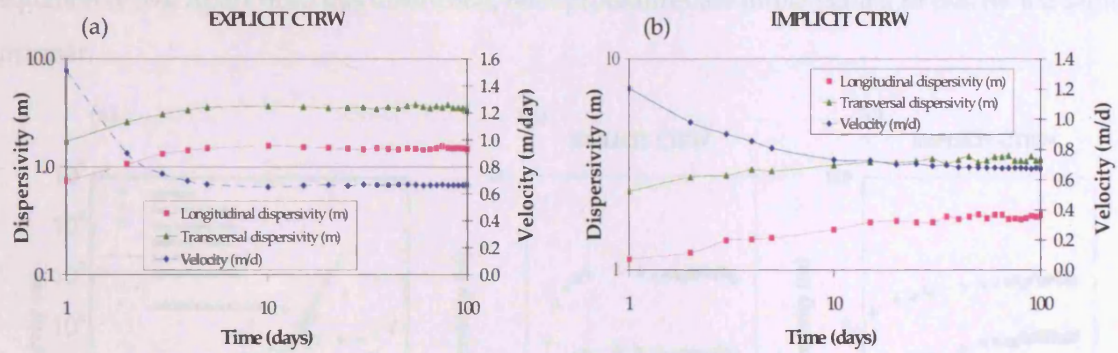 (a) EXPLICIT CTRW
10.0
1.0
0.1
Dispersivity (m)
1.6
1.4
1.2
1.0
0.8
0.6
0.4
0.2
0.0
Velocity (m/day)
Longitudinal dispersivity (m)
Transversal dispersivity (m)
Velocity (m/d)
1 10 100
Time (days)
(b) IMPLICIT CTRW
10
1
Dispersivity (m)
1.4
1.2
1.0
0.8
0.6
0.4
0.2
0.0
Velocity (m/d)
Longitudinal dispersivity (m)
Transversal dispersivity (m)
Velocity (m/d)
1 10 100
Time (days)